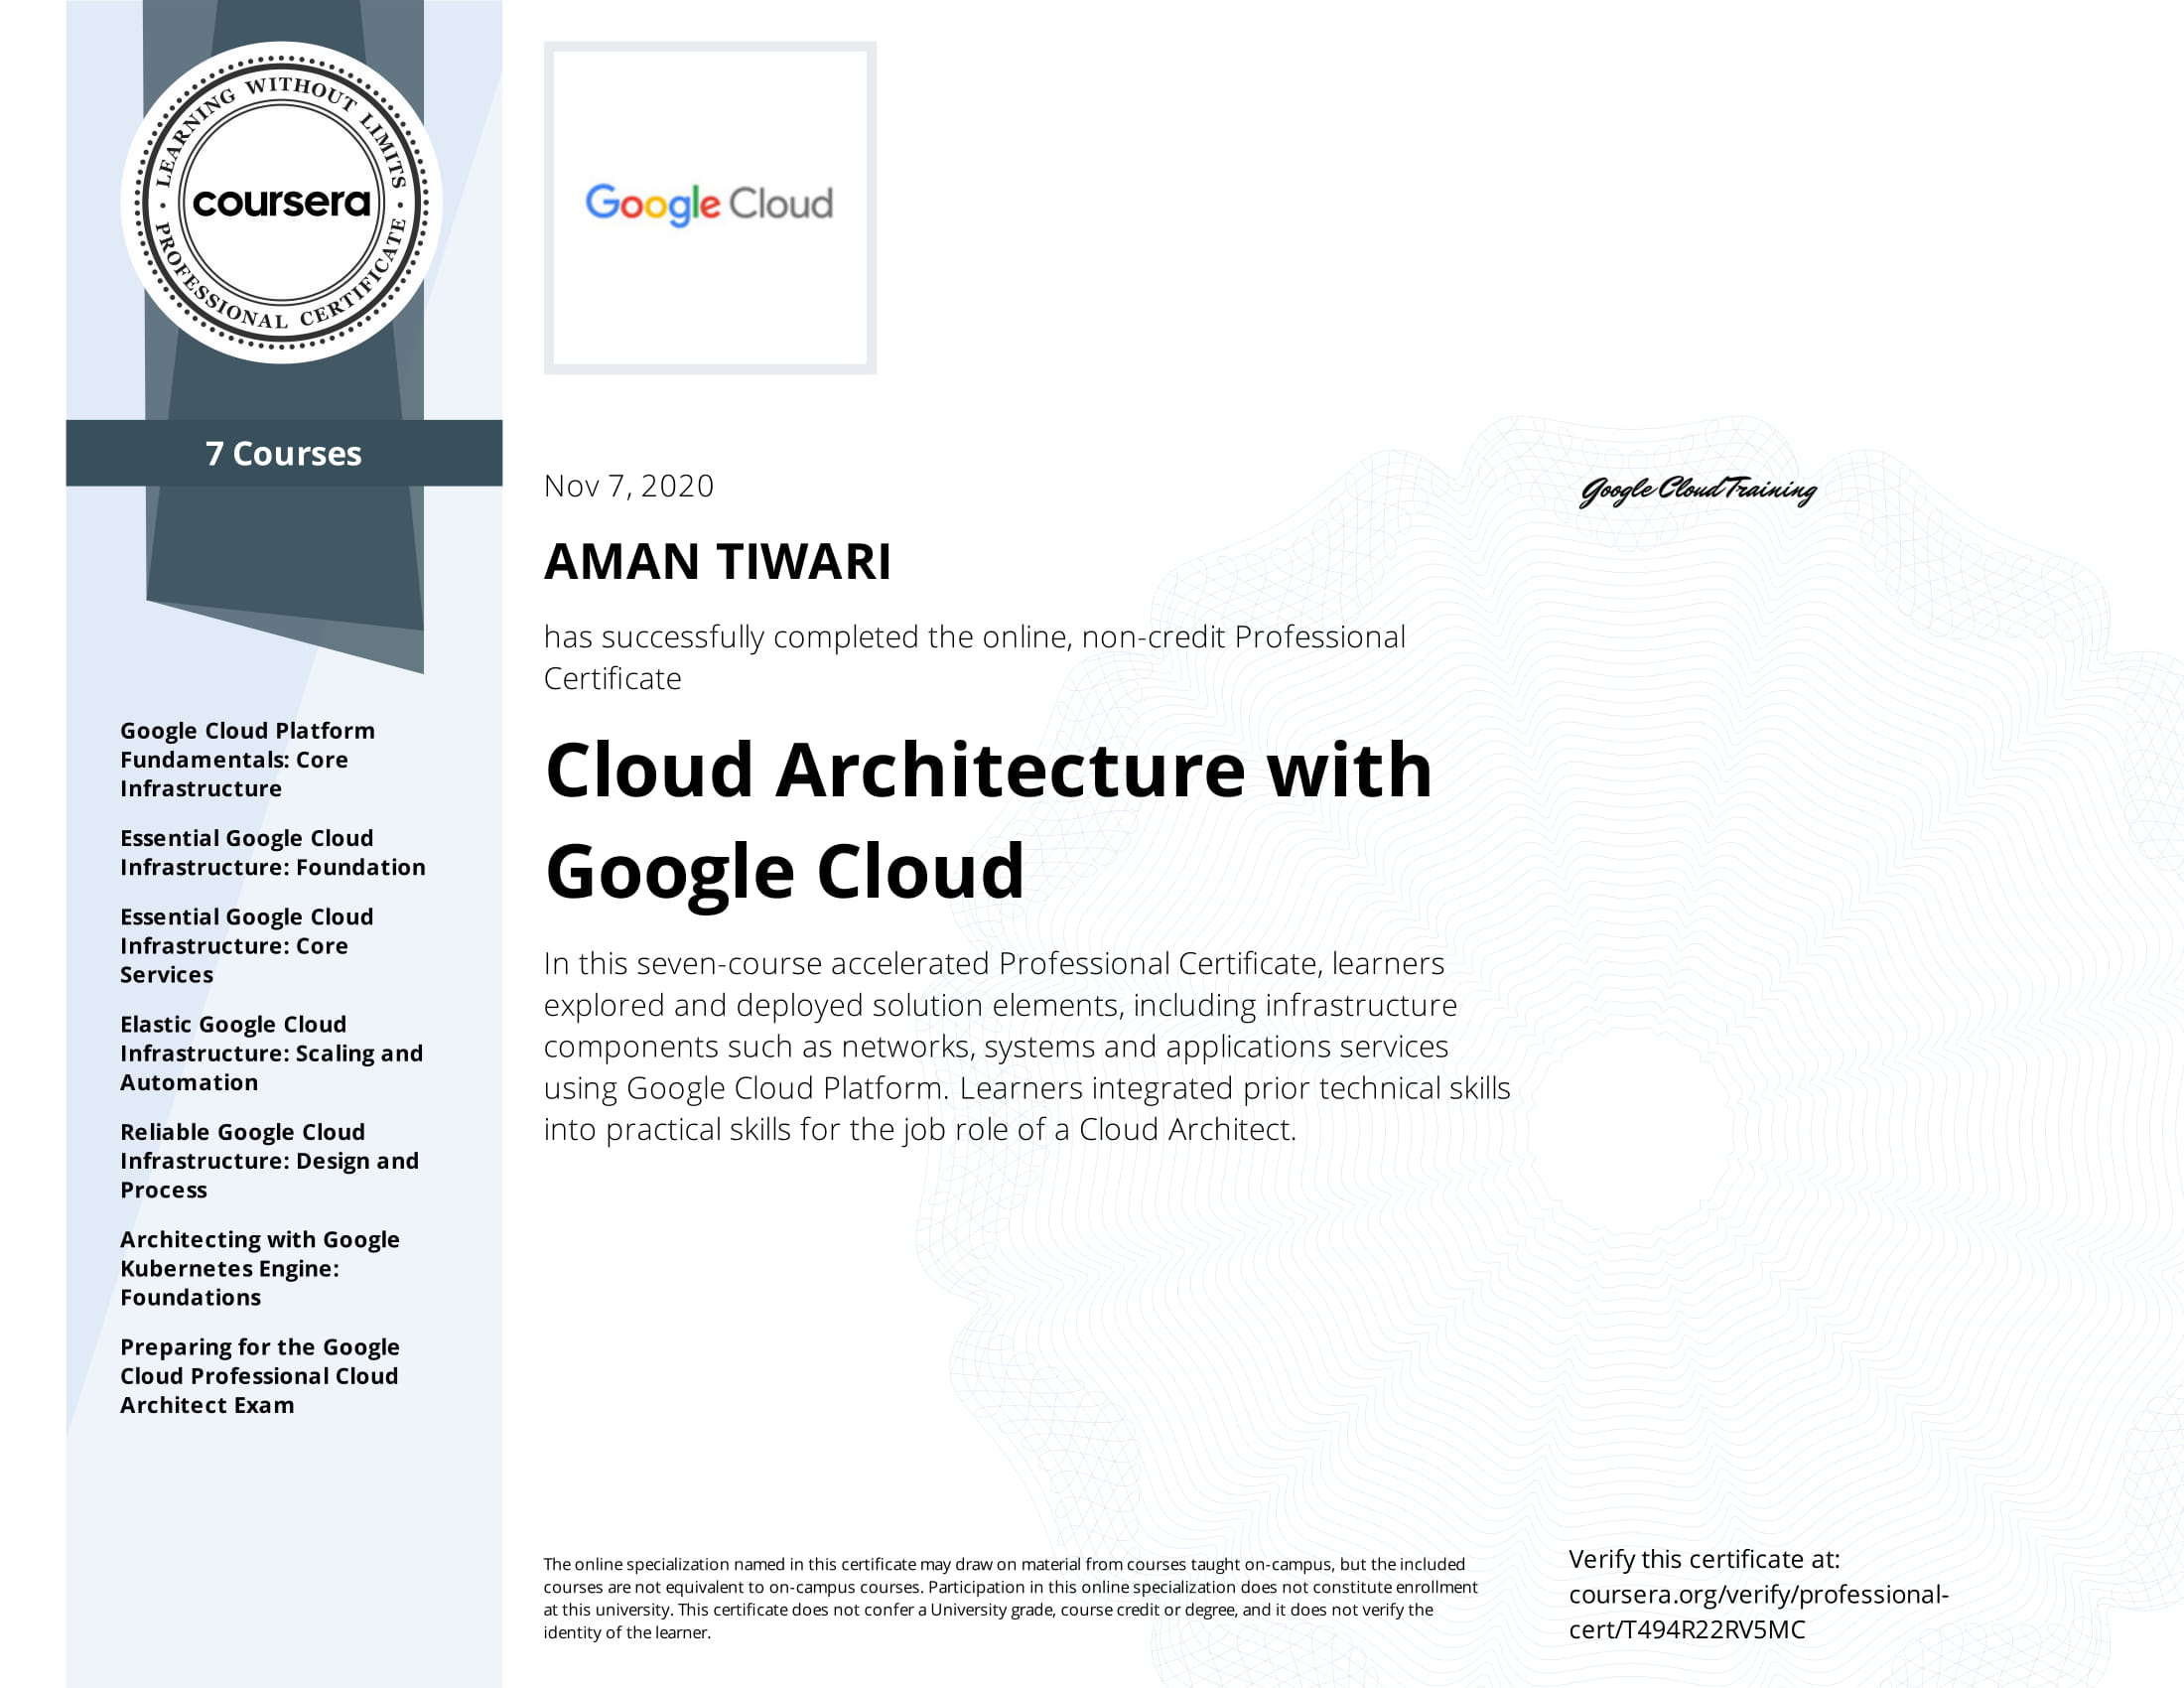 LEARNING WITHOUT LIMITS
coursera
PROFESSIONAL CERTIFICATE
7 Courses
Google Cloud Platform
Fundamentals: Core
Infrastructure
Essential Google Cloud
Infrastructure: Foundation
Essential Google Cloud
Infrastructure: Core
Services
Elastic Google Cloud
Infrastructure: Scaling and
Automation
Reliable Google Cloud
Infrastructure: Design and
Process
Architecting with Google
Kubernetes Engine:
Foundations
Preparing for the Google
Cloud Professional Cloud
Architect Exam
Google Cloud
Nov 7, 2020
AMAN TIWARI
has successfully completed the online, non-credit Professional
Certificate
Cloud Architecture with
Google Cloud
In this seven-course accelerated Professional Certificate, learners
explored and deployed solution elements, including infrastructure
components such as networks, systems and applications services
using Google Cloud Platform. Learners integrated prior technical skills
into practical skills for the job role of a Cloud Architect.
Google Cloud Training
The online specialization named in this certificate may draw on material from courses taught on-campus, but the included
courses are not equivalent to on-campus courses. Participation in this online specialization does not constitute enrollment
at this university. This certificate does not confer a University grade, course credit or degree, and it does not verify the
identity of the learner.
Verify this certificate at:
coursera.org/verify/professional-
cert/T494R22RV5MC